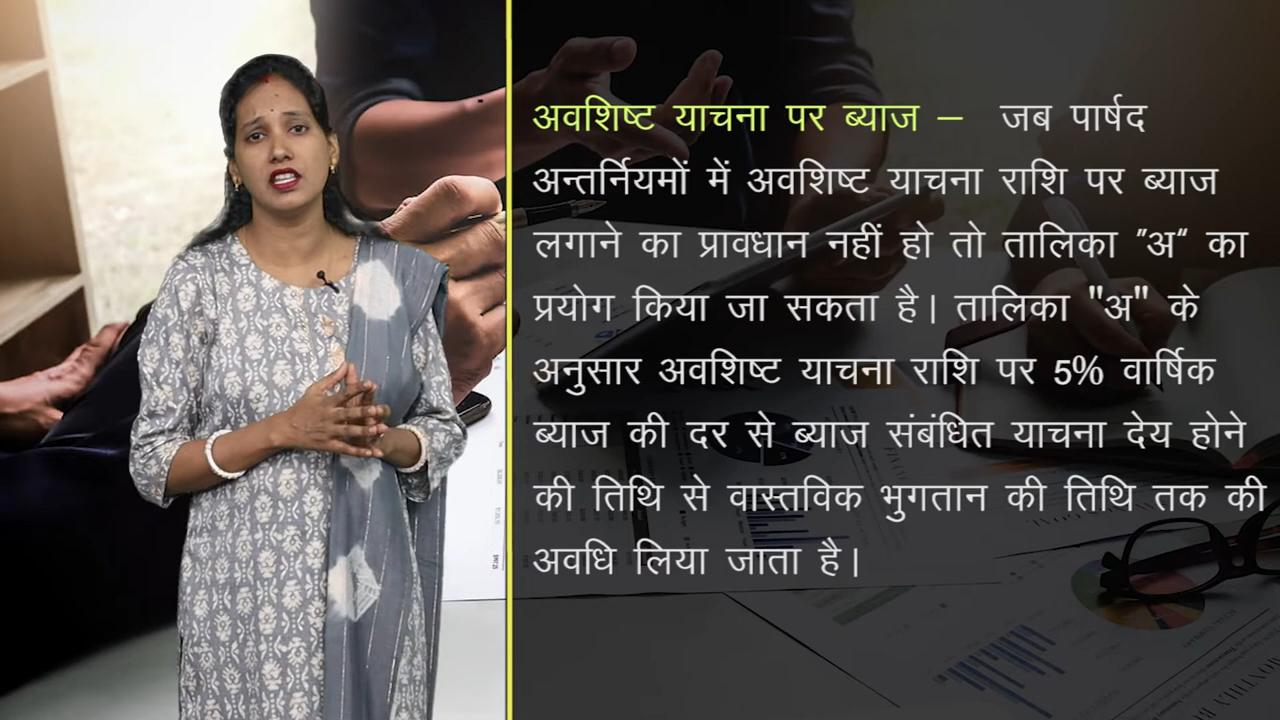 अवशिष्ट याचना पर ब्याज – जब पार्षद
अन्तर्नियमों में अवशिष्ट याचना राशि पर ब्याज
लगाने का प्रावधान नहीं हो तो तालिका ”अ“ का
प्रयोग किया जा सकता है। तालिका "अ" के
अनुसार अवशिष्ट याचना राशि पर 5% वार्षिक
ब्याज की दर से ब्याज संबंधित याचना देय होने
की तिथि से वास्तविक भुगतान की तिथि तक की
अवधि लिया जाता है।